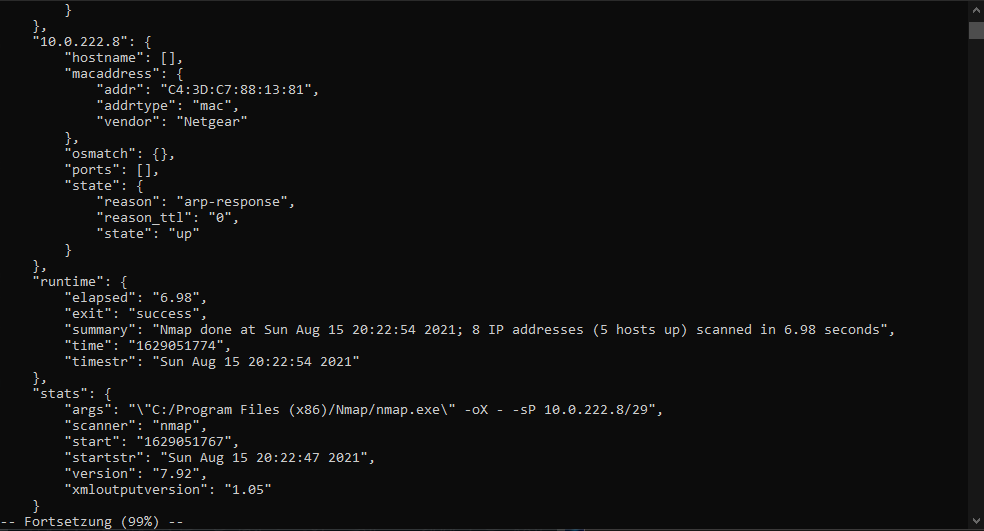 }
    },
    "10.0.222.8": {
        "hostname": [],
        "macaddress": {
            "addr": "C4:3D:C7:88:13:81",
            "addrtype": "mac",
            "vendor": "Netgear"
        },
        "osmatch": {},
        "ports": [],
        "state": {
            "reason": "arp-response",
            "reason_ttl": "0",
            "state": "up"
        }
    },
    "runtime": {
        "elapsed": "6.98",
        "exit": "success",
        "summary": "Nmap done at Sun Aug 15 20:22:54 2021; 8 IP addresses (5 hosts up) scanned in 6.98 seconds",
        "time": "1629051774",
        "timestr": "Sun Aug 15 20:22:54 2021"
    },
    "stats": {
        "args": "\"C:/Program Files (x86)/Nmap/nmap.exe\" -oX - -sP 10.0.222.8/29",
        "scanner": "nmap",
        "start": "1629051767",
        "startstr": "Sun Aug 15 20:22:47 2021",
        "version": "7.92",
        "xmloutputversion": "1.05"
    }
-- Fortsetzung (99%) --